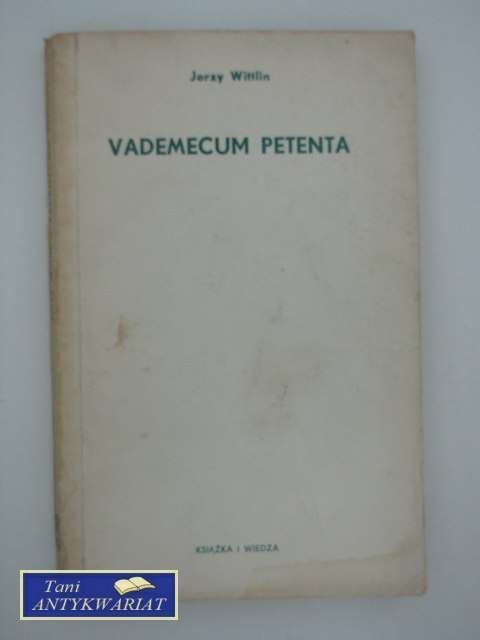 Jerzy Wittlin
VADEMECUM PETENTA
KSIĄŻKA I WIEDZA
Tani
ANTYKWARIAT